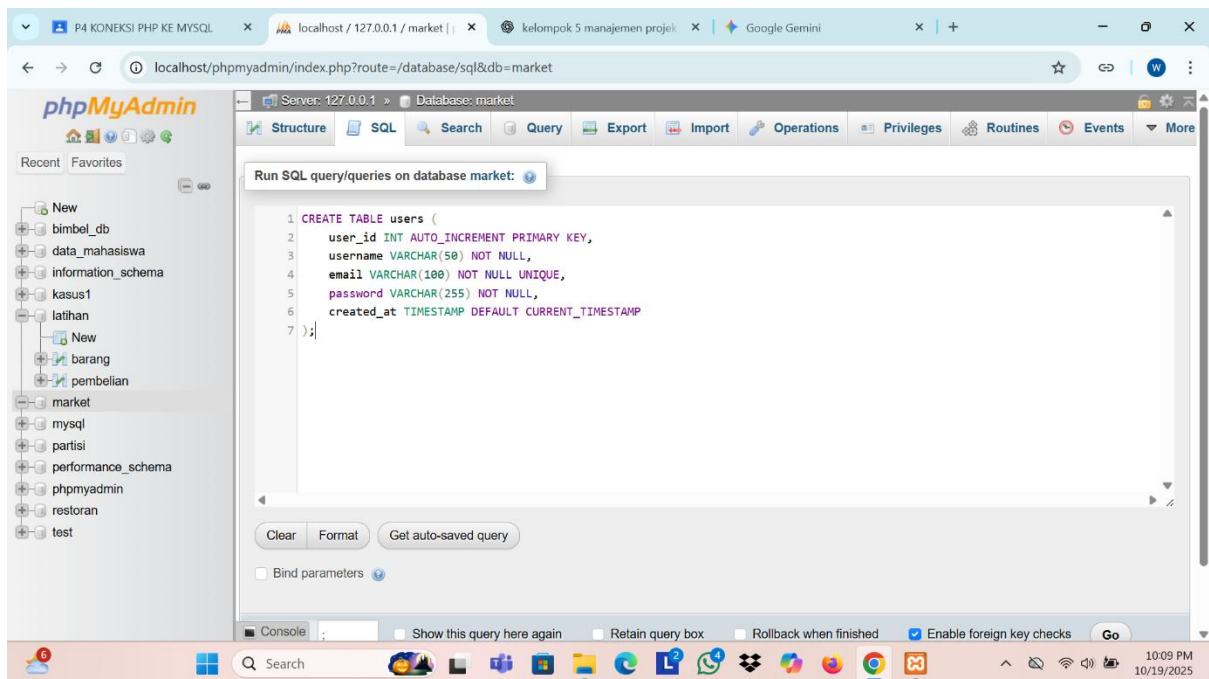 P4 KONEKSI PHP KE MYSQL
localhost / 127.0.0.1 / market |
kelompok 5 manajemen projek
Google Gemini
localhost/phpmyadmin/index.php?route=/database/sql&db=market
W
phpMyAdmin
Recent Favorites
New
bimbel_db
data_mahasiswa
information_schema
kasus1
latihan
New
barang
pembelian
market
mysql
partisi
performance_schema
phpmyadmin
restoran
test
Server: 127.0.0.1 » Database: market
Structure SQL Search Query Export Import Operations Privileges Routines Events More
Run SQL query/queries on database market:
1 CREATE TABLE users (
2 user_id INT AUTO_INCREMENT PRIMARY KEY,
3 username VARCHAR(50) NOT NULL,
4 email VARCHAR(100) NOT NULL UNIQUE,
5 password VARCHAR(255) NOT NULL,
6 created_at TIMESTAMP DEFAULT CURRENT_TIMESTAMP
7 );
Clear Format Get auto-saved query
Bind parameters
Console ; Show this query here again Retain query box Rollback when finished Enable foreign key checks Go
6 Search 2 9 10:09 PM
10/19/2025